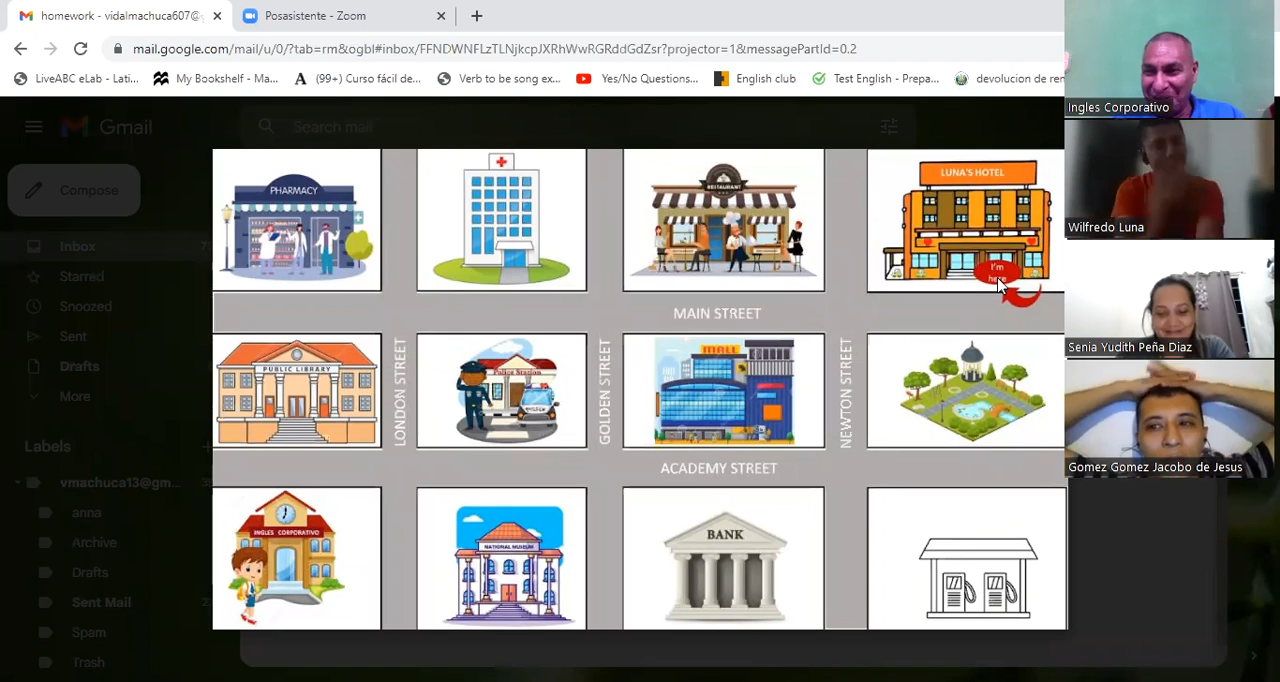 homework - vidalmachuca607@
Posasistente - Zoom
mail.google.com/mail/u/0/?tab=rm&ogbl#inbox/FFNDWNFLzTLNjkcpJXRhWwRGRddGdZsr?projector=1&messagePartId=0.2
LiveABC eLab - Lati...
My Bookshelf - Ma...
(99+) Curso fácil de...
Verb to be song ex...
Yes/No Questions...
English club
Test English - Prepa...
devolucion de ren
Gmail
Search mail
Compose
Inbox
Starred
Snoozed
Sent
Drafts
More
Labels
vmachuca13@gm...
anna
Archive
Drafts
Sent Mail
Spam
Trash
PHARMACY
RESTAURANT
LUNA'S HOTEL
I'm
here
MAIN STREET
PUBLIC LIBRARY
LONDON STREET
Police Station
GOLDEN STREET
MALL
NEWTON STREET
ACADEMY STREET
INGLES CORPORATIVO
NATIONAL MUSEUM
BANK
Ingles Corporativo
Wilfredo Luna
Senia Yudith Peña Diaz
Gomez Gomez Jacobo de Jesus